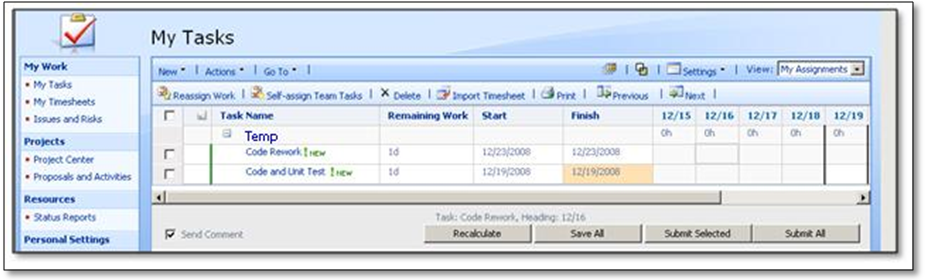 My Tasks
My Work
My Tasks
My Timesheets
Issues and Risks
Projects
Project Center
Proposals and Activities
Resources
Status Reports
Personal Settings
New | Actions | Go To | | | Settings | View: My Assignments
Reassign Work | Self-assign Team Tasks | Delete | Import Timesheet | Print | Previous | Next |
Task Name Remaining Work Start Finish 12/15 12/16 12/17 12/18 12/19
Temp 0h 0h 0h 0h 0h
Code Rework ! NEW 1d 12/23/2008 12/23/2008
Code and Unit Test ! NEW 1d 12/19/2008 12/19/2008
Task: Code Rework, Heading: 12/16
Send Comment Recalculate Save All Submit Selected Submit All